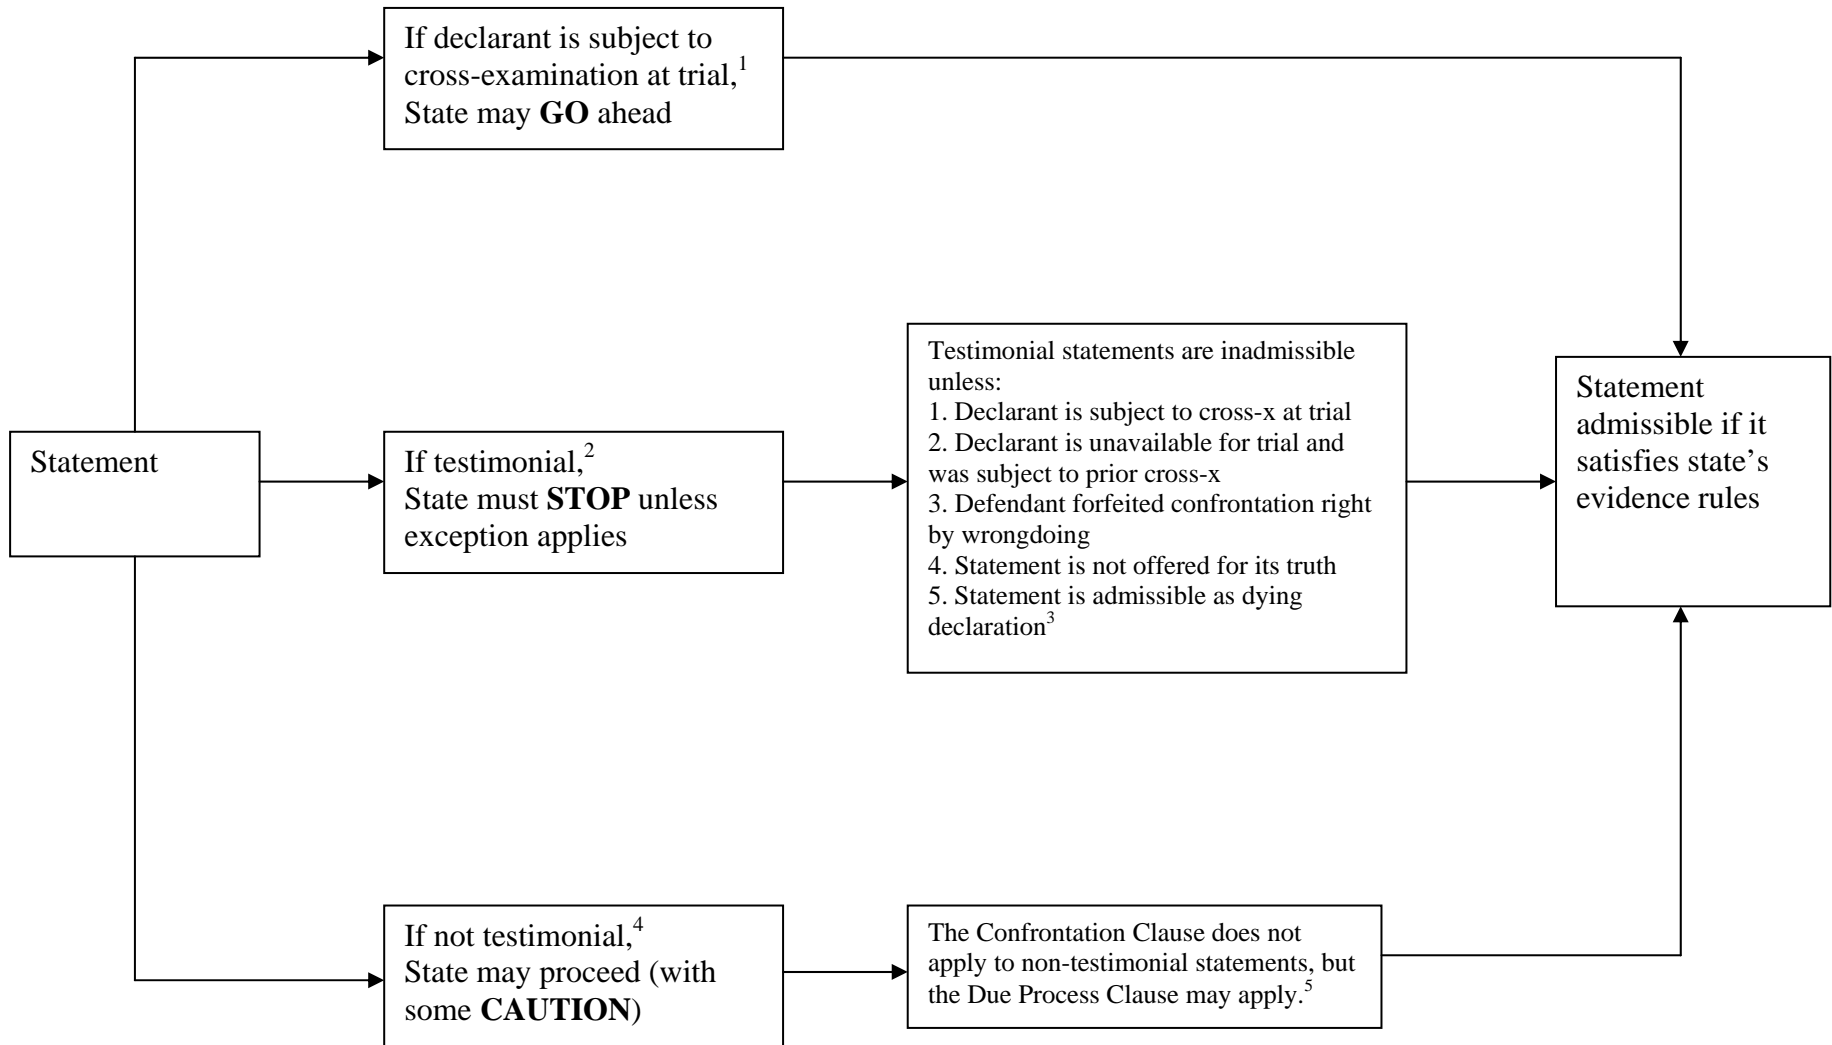 If declarant is subject to
cross-examination at trial,1
State may GO ahead
Statement
If testimonial,2
State must STOP unless
exception applies
Testimonial statements are inadmissible
unless:
1. Declarant is subject to cross-x at trial
2. Declarant is unavailable for trial and
was subject to prior cross-x
3. Defendant forfeited confrontation right
by wrongdoing
4. Statement is not offered for its truth
5. Statement is admissible as dying
declaration3
Statement
admissible if it
satisfies state’s
evidence rules
If not testimonial,4
State may proceed (with
some CAUTION)
The Confrontation Clause does not
apply to non-testimonial statements, but
the Due Process Clause may apply.5